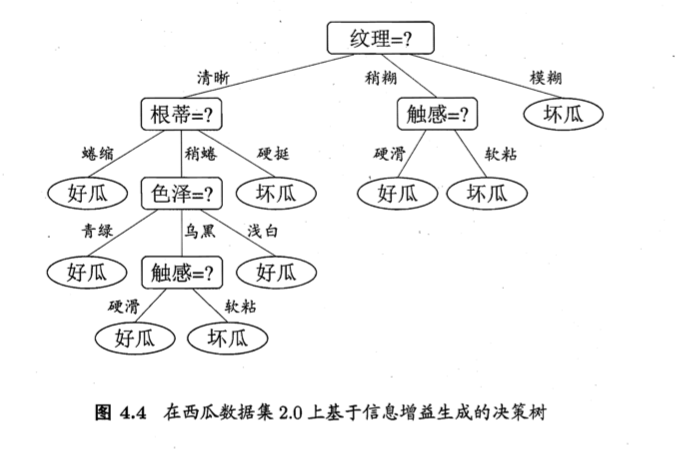 纹理=?
清晰 稍糊 模糊
根蒂=? 触感=? 坏瓜
蜷缩 稍蜷 硬挺 硬滑 软粘
好瓜 色泽=? 坏瓜 好瓜 坏瓜
青绿 乌黑 浅白
好瓜 触感=? 好瓜
硬滑 软粘
好瓜 坏瓜
图 4.4 在西瓜数据集 2.0 上基于信息增益生成的决策树